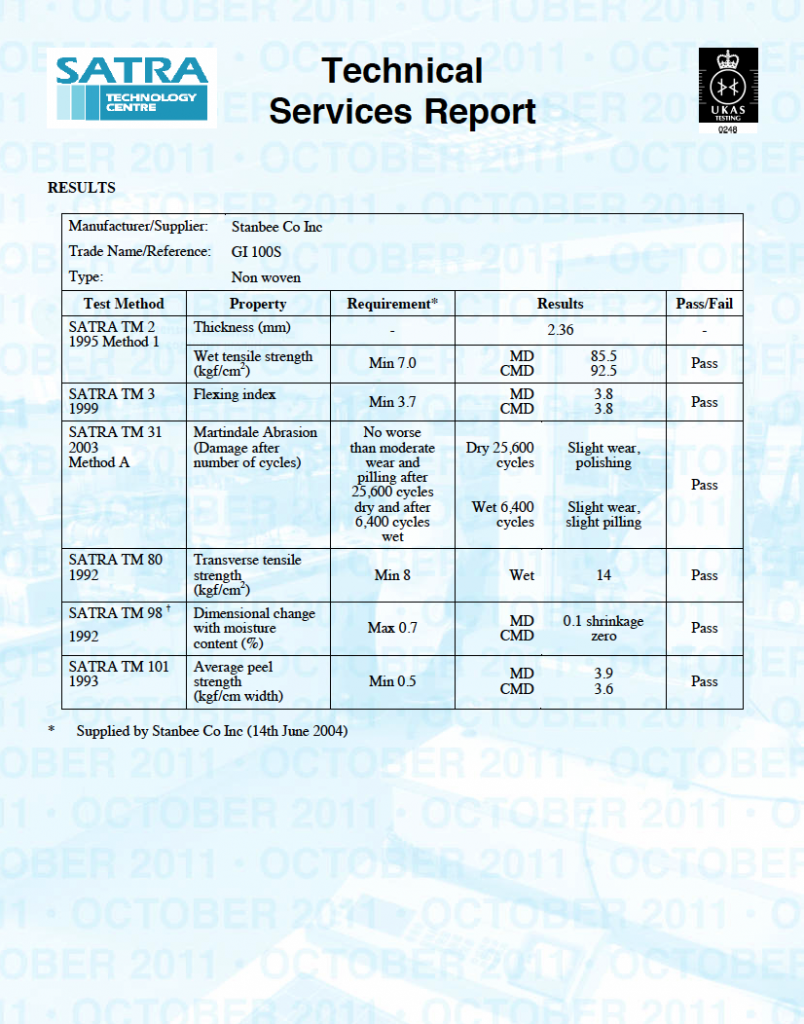 SATRA
TECHNOLOGY
CENTRE
Technical
Services Report
UKAS
TESTING
0248
RESULTS
Manufacturer/Supplier: Stanbee Co Inc
Trade Name/Reference: GI 100S
Type: Non woven
Test Method Property Requirement* Results Pass/Fail
SATRA TM 2
1995 Method 1
Thickness (mm)
-
2.36
-
Wet tensile strength
(kgf/cm2)
Min 7.0
MD 85.5
CMD 92.5
Pass
SATRA TM 3
1999
Flexing index
Min 3.7
MD 3.8
CMD 3.8
Pass
SATRA TM 31
2003
Method A
Martindale Abrasion
(Damage after
number of cycles)
No worse
than moderate
wear and
pilling after
25,600 cycles
dry and after
6,400 cycles
wet
Dry 25,600 Slight wear,
cycles polishing
Wet 6,400 Slight wear,
cycles slight pilling
Pass
SATRA TM 80
1992
Transverse tensile
strength
(kgf/cm2)
Min 8
Wet 14
Pass
SATRA TM 98 †
1992
Dimensional change
with moisture
content (%)
Max 0.7
MD 0.1 shrinkage
CMD zero
Pass
SATRA TM 101
1993
Average peel
strength
(kgf/cm width)
Min 0.5
MD 3.9
CMD 3.6
Pass
* Supplied by Stanbee Co Inc (14th June 2004)
OCTOBER 2011 • OCTOBER 2011 • OCTOBER 2011